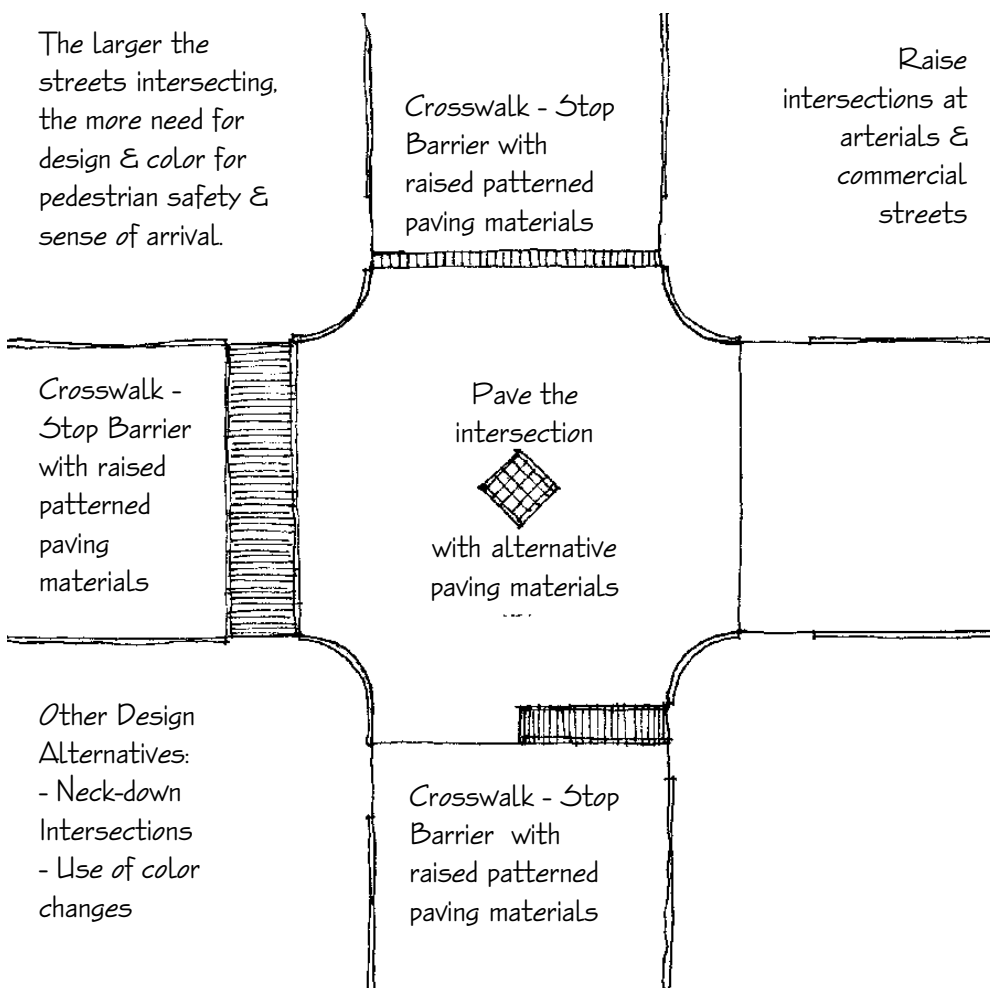 The larger the
streets intersecting,
the more need for
design & color for
pedestrian safety &
sense of arrival.
Crosswalk - Stop
Barrier with
raised patterned
paving materials
Raise
intersections at
arterials &
commercial
streets
Crosswalk -
Stop Barrier
with raised
patterned
paving
materials
Pave the
intersection
with alternative
paving materials
Other Design
Alternatives:
- Neck-down
Intersections
- Use of color
changes
Crosswalk - Stop
Barrier with
raised patterned
paving materials